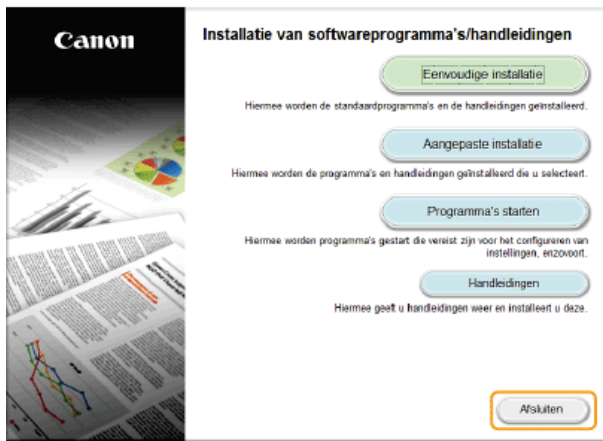 Canon
Installatie van softwareprogramma's/handleidingen
Eenvoudige installatie
Hiermee worden de standaardprogramma's en de handleidingen geïnstalleerd.
Aangepaste installatie
Hiermee worden de programma's en handleidingen geïnstalleerd die u selecteert.
Programma's starten
Hiermee worden programma's gestart die vereist zijn voor het configureren van
instellingen, enzovoort.
Handleidingen
Hiermee geeft u handleidingen weer en installeert u deze.
Afsluiten